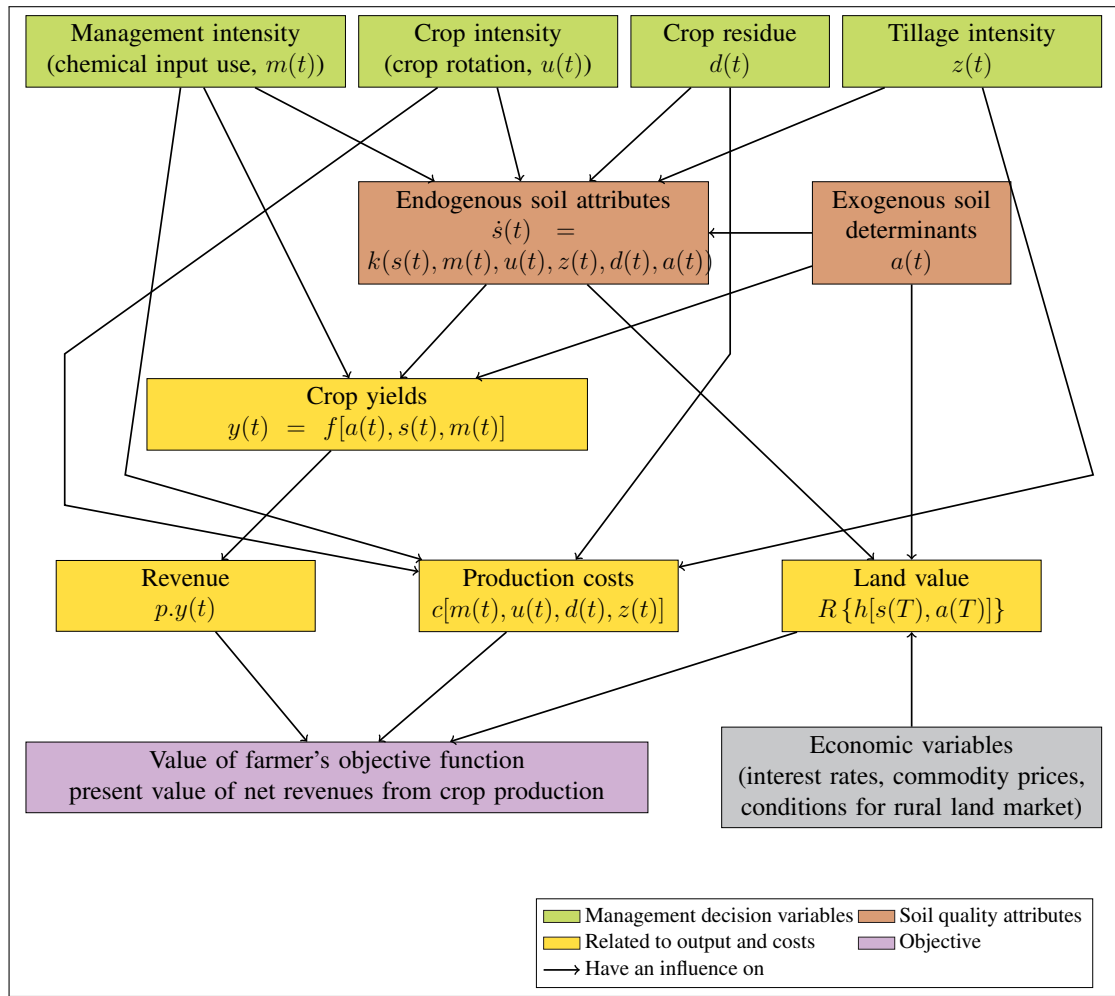 Management intensity
(chemical input use, m(t))
Crop intensity
(crop rotation, u(t))
Crop residue
d(t)
Tillage intensity
z(t)
Endogenous soil attributes
ṡ(t) =
k(s(t), m(t), u(t), z(t), d(t), a(t))
Exogenous soil
determinants
a(t)
Crop yields
y(t) = f[a(t), s(t), m(t)]
Revenue
p.y(t)
Production costs
c[m(t), u(t), d(t), z(t)]
Land value
R{h[s(T), a(T)]}
Value of farmer's objective function
present value of net revenues from crop production
Economic variables
(interest rates, commodity prices,
conditions for rural land market)
Management decision variables
Soil quality attributes
Related to output and costs
Objective
Have an influence on